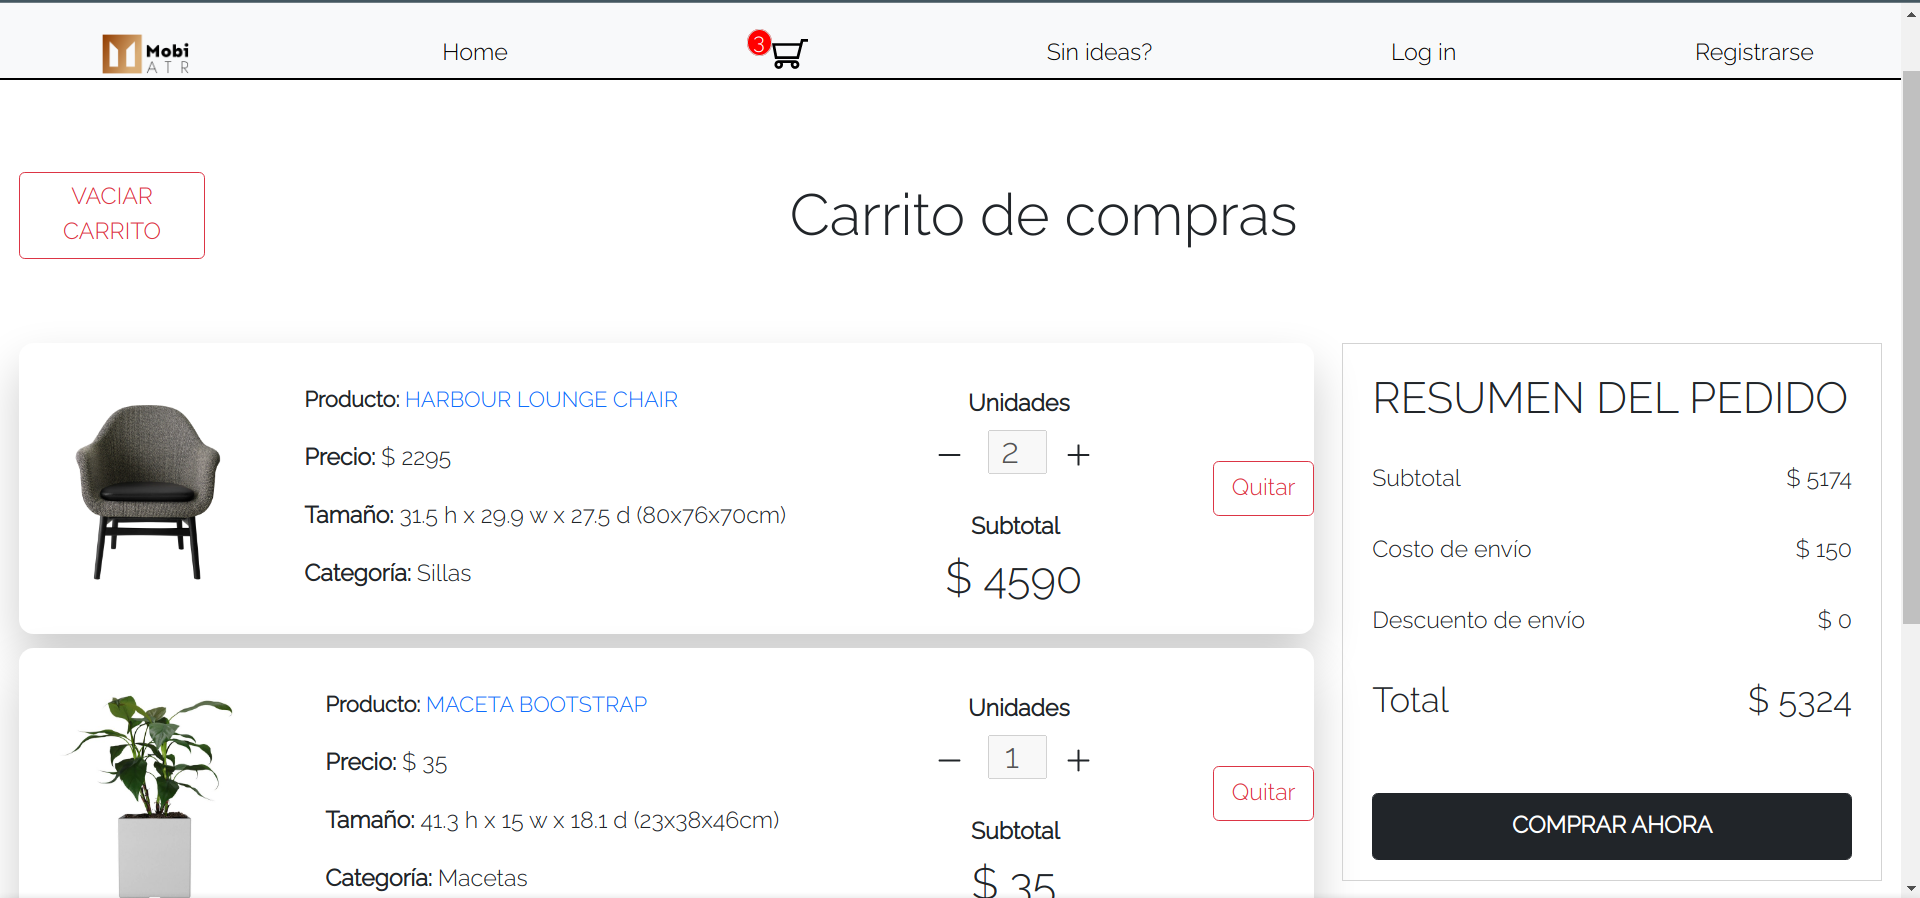 Mobi
ATR
Home
3
Sin ideas?
Log in
Registrarse
VACIAR
CARRITO
Carrito de compras
Producto: HARBOUR LOUNGE CHAIR
Precio: $ 2295
Tamaño: 31.5 h x 29.9 w x 27.5 d (80x76x70cm)
Categoría: Sillas
Unidades
− 2 +
Subtotal
$ 4590
Quitar
Producto: MACETA BOOTSTRAP
Precio: $ 35
Tamaño: 41.3 h x 15 w x 18.1 d (23x38x46cm)
Categoría: Macetas
Unidades
− 1 +
Subtotal
$ 35
Quitar
RESUMEN DEL PEDIDO
Subtotal $ 5174
Costo de envío $ 150
Descuento de envío $ 0
Total $ 5324
COMPRAR AHORA